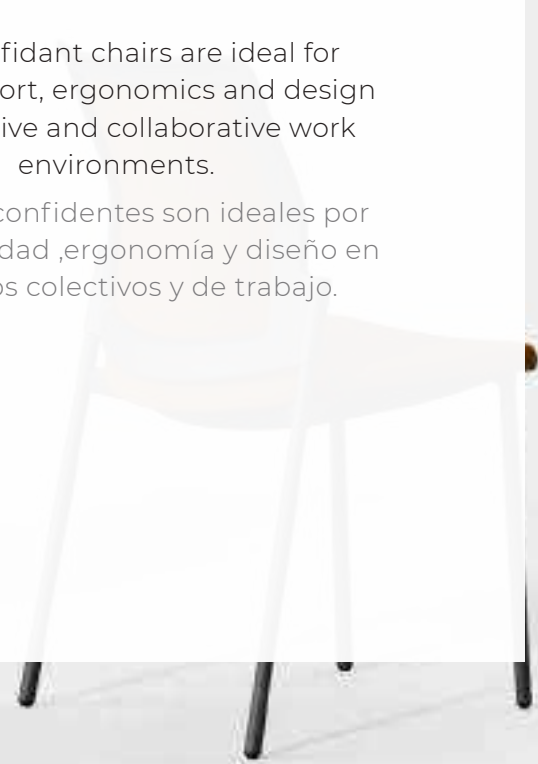 fidant chairs are ideal for
ort, ergonomics and design
ive and collaborative work
environments.
confidentes son ideales por
dad ,ergonomía y diseño en
os colectivos y de trabajo.